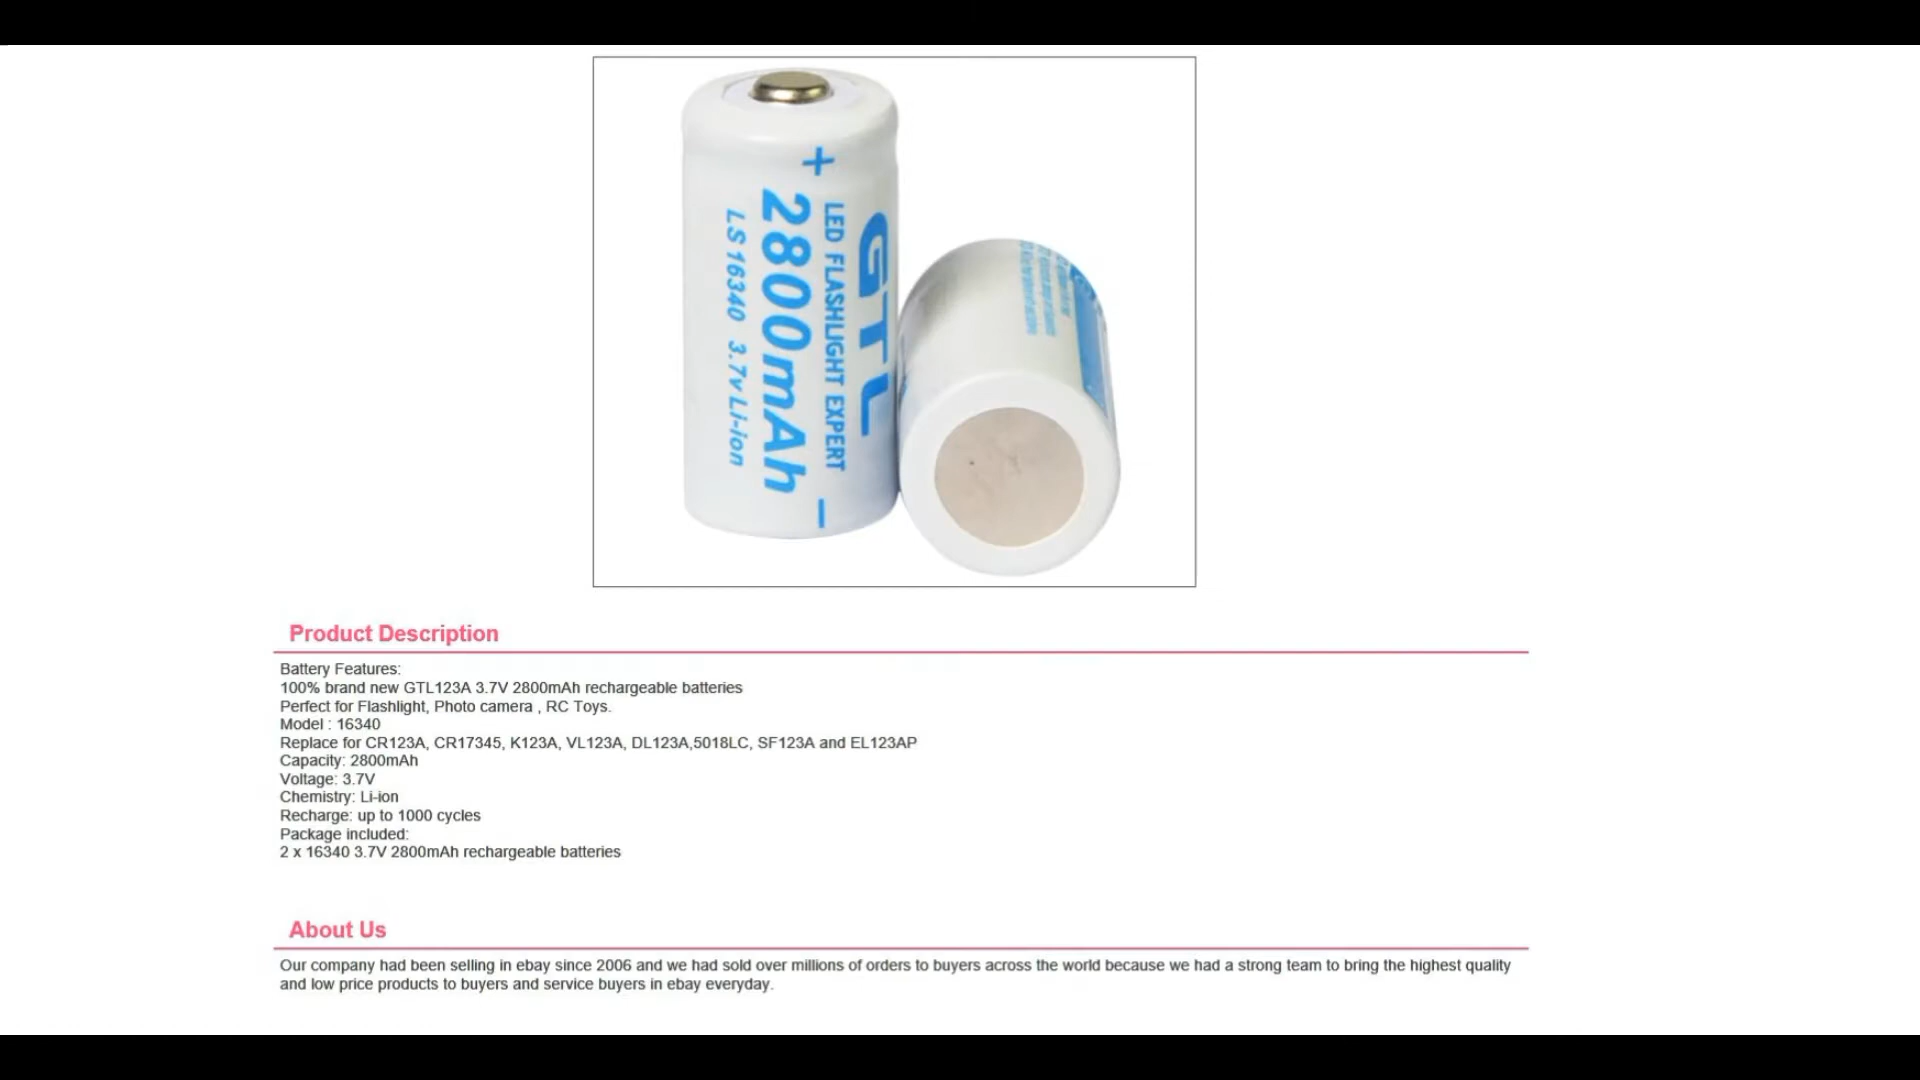 +
GTL
LED FLASHLIGHT EXPERT
2800mAh
LS 16340 3.7v Li-ion
–
Product Description
Battery Features:
100% brand new GTL123A 3.7V 2800mAh rechargeable batteries
Perfect for Flashlight, Photo camera , RC Toys.
Model : 16340
Replace for CR123A, CR17345, K123A, VL123A, DL123A,5018LC, SF123A and EL123AP
Capacity: 2800mAh
Voltage: 3.7V
Chemistry: Li-ion
Recharge: up to 1000 cycles
Package included:
2 x 16340 3.7V 2800mAh rechargeable batteries
About Us
Our company had been selling in ebay since 2006 and we had sold over millions of orders to buyers across the world because we had a strong team to bring the highest quality
and low price products to buyers and service buyers in ebay everyday.